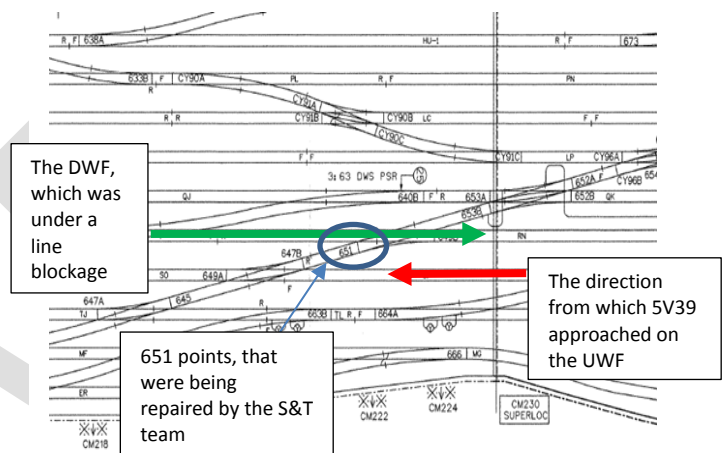 R F 638A
HU-1
R F 673
633B F CY90A
R
PL
R,F
PN
CY91A
R,R
CY91B
CY90B
LC
F,F
CY90C
F F
CY91C
LP
CY96A
3:63 DWS PSR
QJ
640B F R
653A
653B
652A F
CY96B
652B
QK
The DWF,
which was
under a
line
blockage
647B
R
651
RN
SO
649A
F
647A
645
TJ
R
663B TL R,F 664A
F
MF
666 MG
ER
The direction
from which 5V39
approached on
the UWF
651 points, that
were being
repaired by the S&T
team
CM218
CM222
CM224
CM230
SUPERLOC